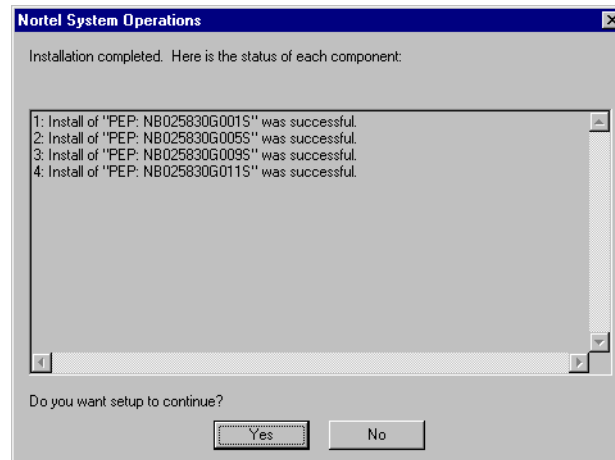 Nortel System Operations
Installation completed.  Here is the status of each component:
1: Install of "PEP: NB025830G001S" was successful.
2: Install of "PEP: NB025830G005S" was successful.
3: Install of "PEP: NB025830G009S" was successful.
4: Install of "PEP: NB025830G011S" was successful.
Do you want setup to continue?
Yes
No